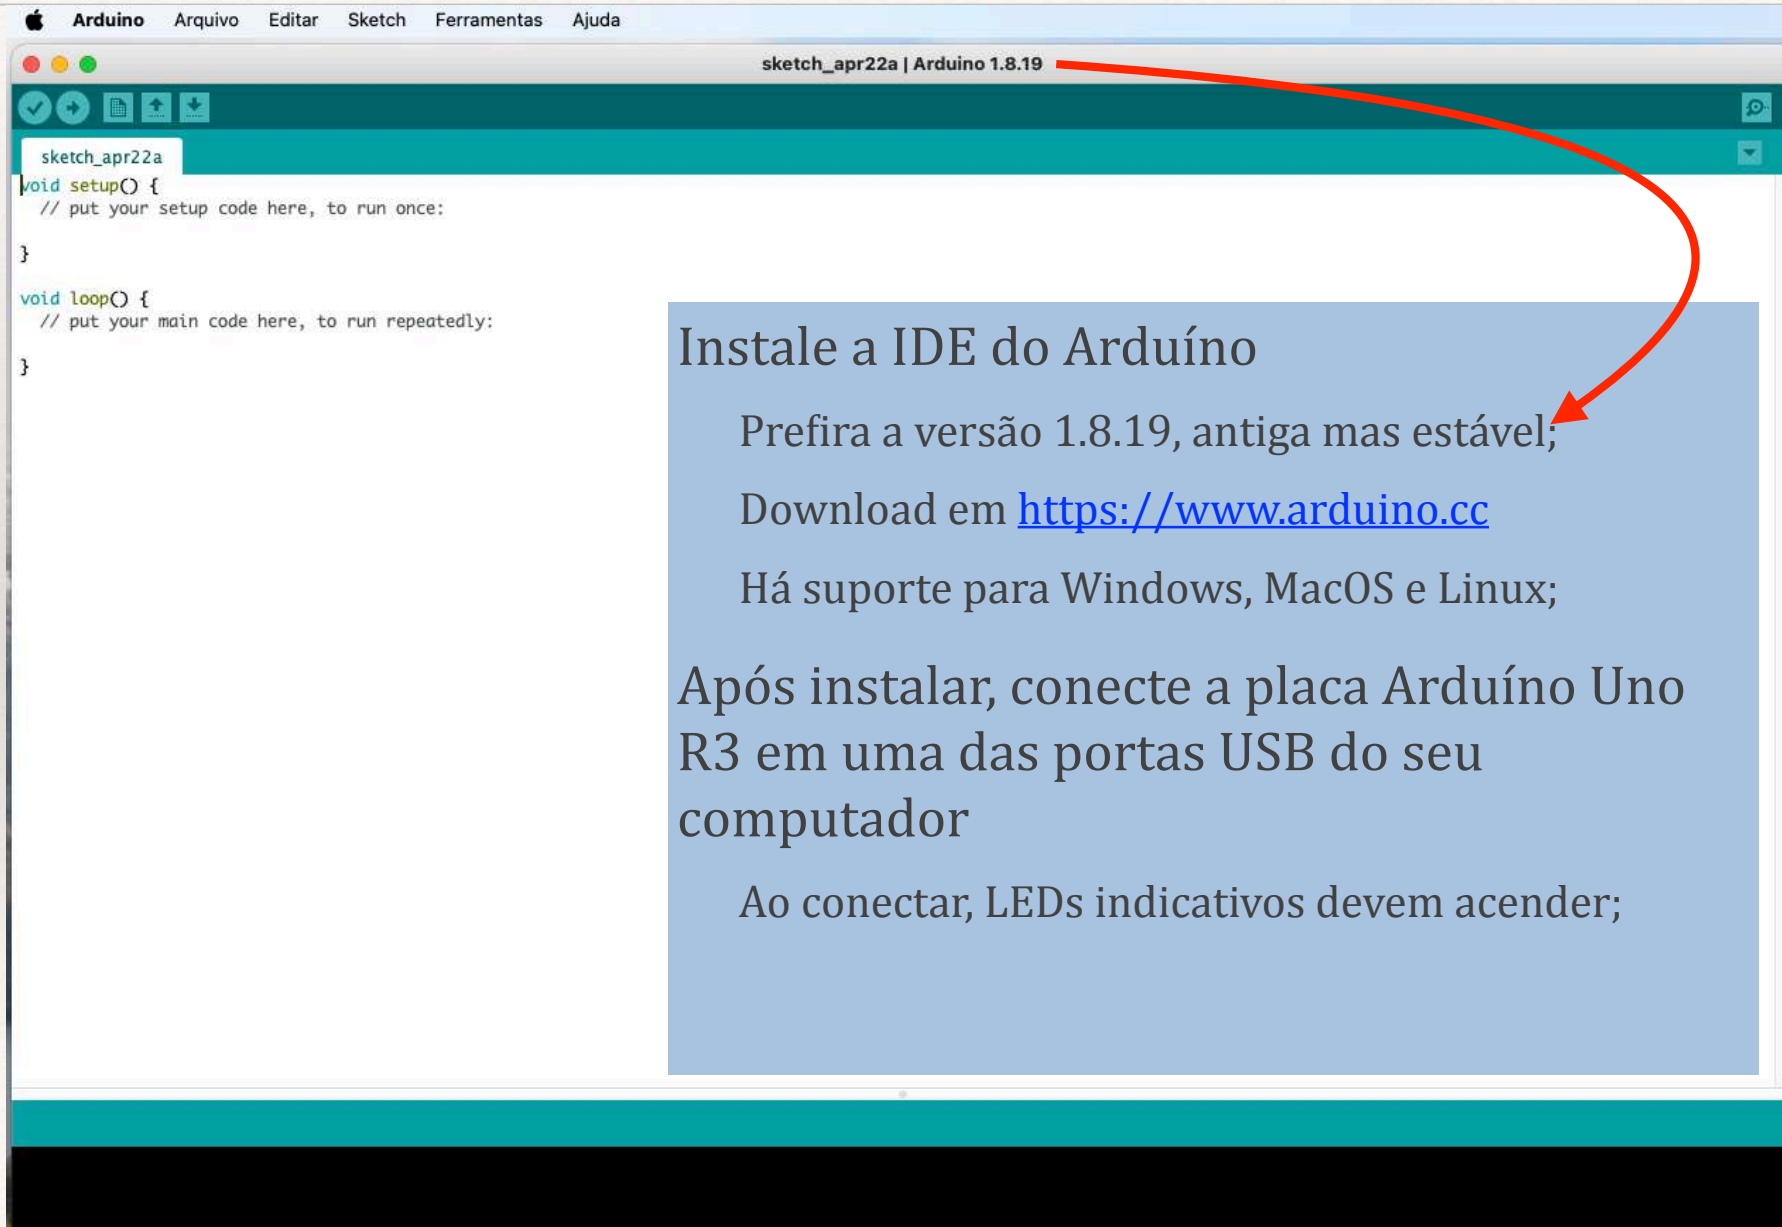 Arduino Arquivo Editar Sketch Ferramentas Ajuda
sketch_apr22a | Arduino 1.8.19
sketch_apr22a
void setup() {
// put your setup code here, to run once:
}
void loop() {
// put your main code here, to run repeatedly:
}
Instale a IDE do Arduíno
Prefira a versão 1.8.19, antiga mas estável;
Download em https://www.arduino.cc
Há suporte para Windows, MacOS e Linux;
Após instalar, conecte a placa Arduíno Uno
R3 em uma das portas USB do seu
computador
Ao conectar, LEDs indicativos devem acender;